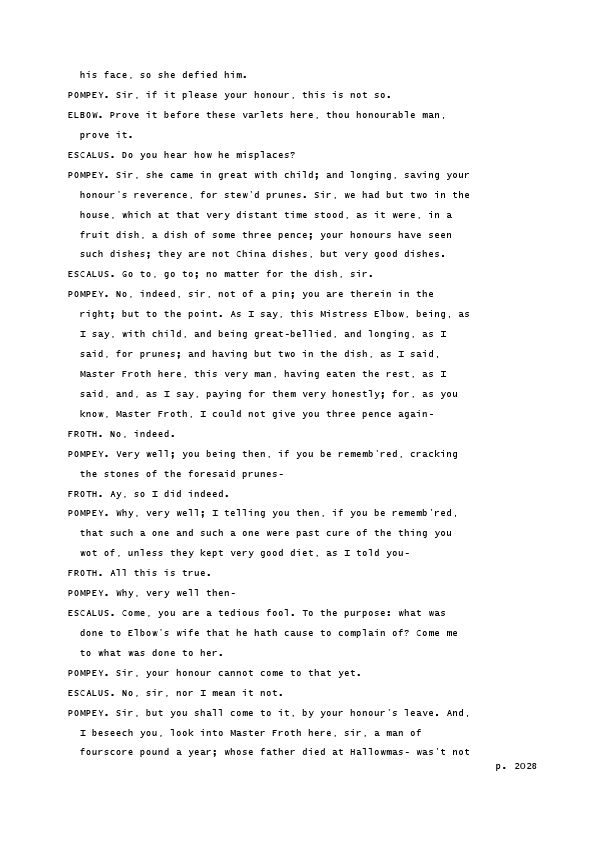 his face, so she defied him.
POMPEY. Sir, if it please your honour, this is not so.
ELBOW. Prove it before these varlets here, thou honourable man,
prove it.
ESCALUS. Do you hear how he misplaces?
POMPEY. Sir, she came in great with child; and longing, saving your
honour's reverence, for stew'd prunes. Sir, we had but two in the
house, which at that very distant time stood, as it were, in a
fruit dish, a dish of some three pence; your honours have seen
such dishes; they are not China dishes, but very good dishes.
ESCALUS. Go to, go to; no matter for the dish, sir.
POMPEY. No, indeed, sir, not of a pin; you are therein in the
right; but to the point. As I say, this Mistress Elbow, being, as
I say, with child, and being great-bellied, and longing, as I
said, for prunes; and having but two in the dish, as I said,
Master Froth here, this very man, having eaten the rest, as I
said, and, as I say, paying for them very honestly; for, as you
know, Master Froth, I could not give you three pence again-
FROTH. No, indeed.
POMPEY. Very well; you being then, if you be rememb'red, cracking
the stones of the foresaid prunes-
FROTH. Ay, so I did indeed.
POMPEY. Why, very well; I telling you then, if you be rememb'red,
that such a one and such a one were past cure of the thing you
wot of, unless they kept very good diet, as I told you-
FROTH. All this is true.
POMPEY. Why, very well then-
ESCALUS. Come, you are a tedious fool. To the purpose: what was
done to Elbow's wife that he hath cause to complain of? Come me
to what was done to her.
POMPEY. Sir, your honour cannot come to that yet.
ESCALUS. No, sir, nor I mean it not.
POMPEY. Sir, but you shall come to it, by your honour's leave. And,
I beseech you, look into Master Froth here, sir, a man of
fourscore pound a year; whose father died at Hallowmas- was't not
p. 2028